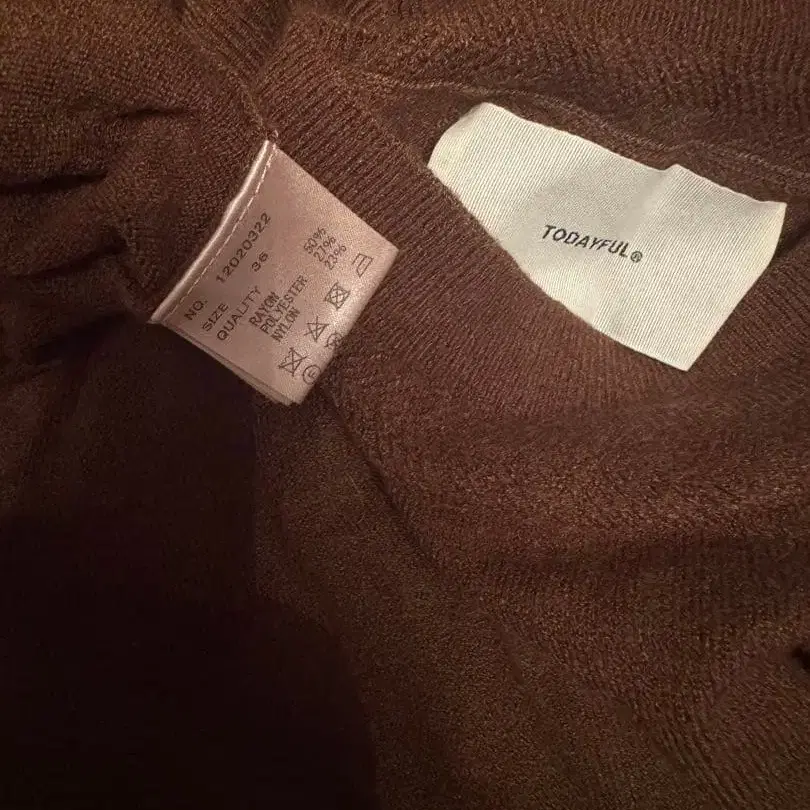 NO. 12020322
SIZE 36
QUALITY
RAYON 50%
POLYESTER 27%
NYLON 23%
TODAYFUL®